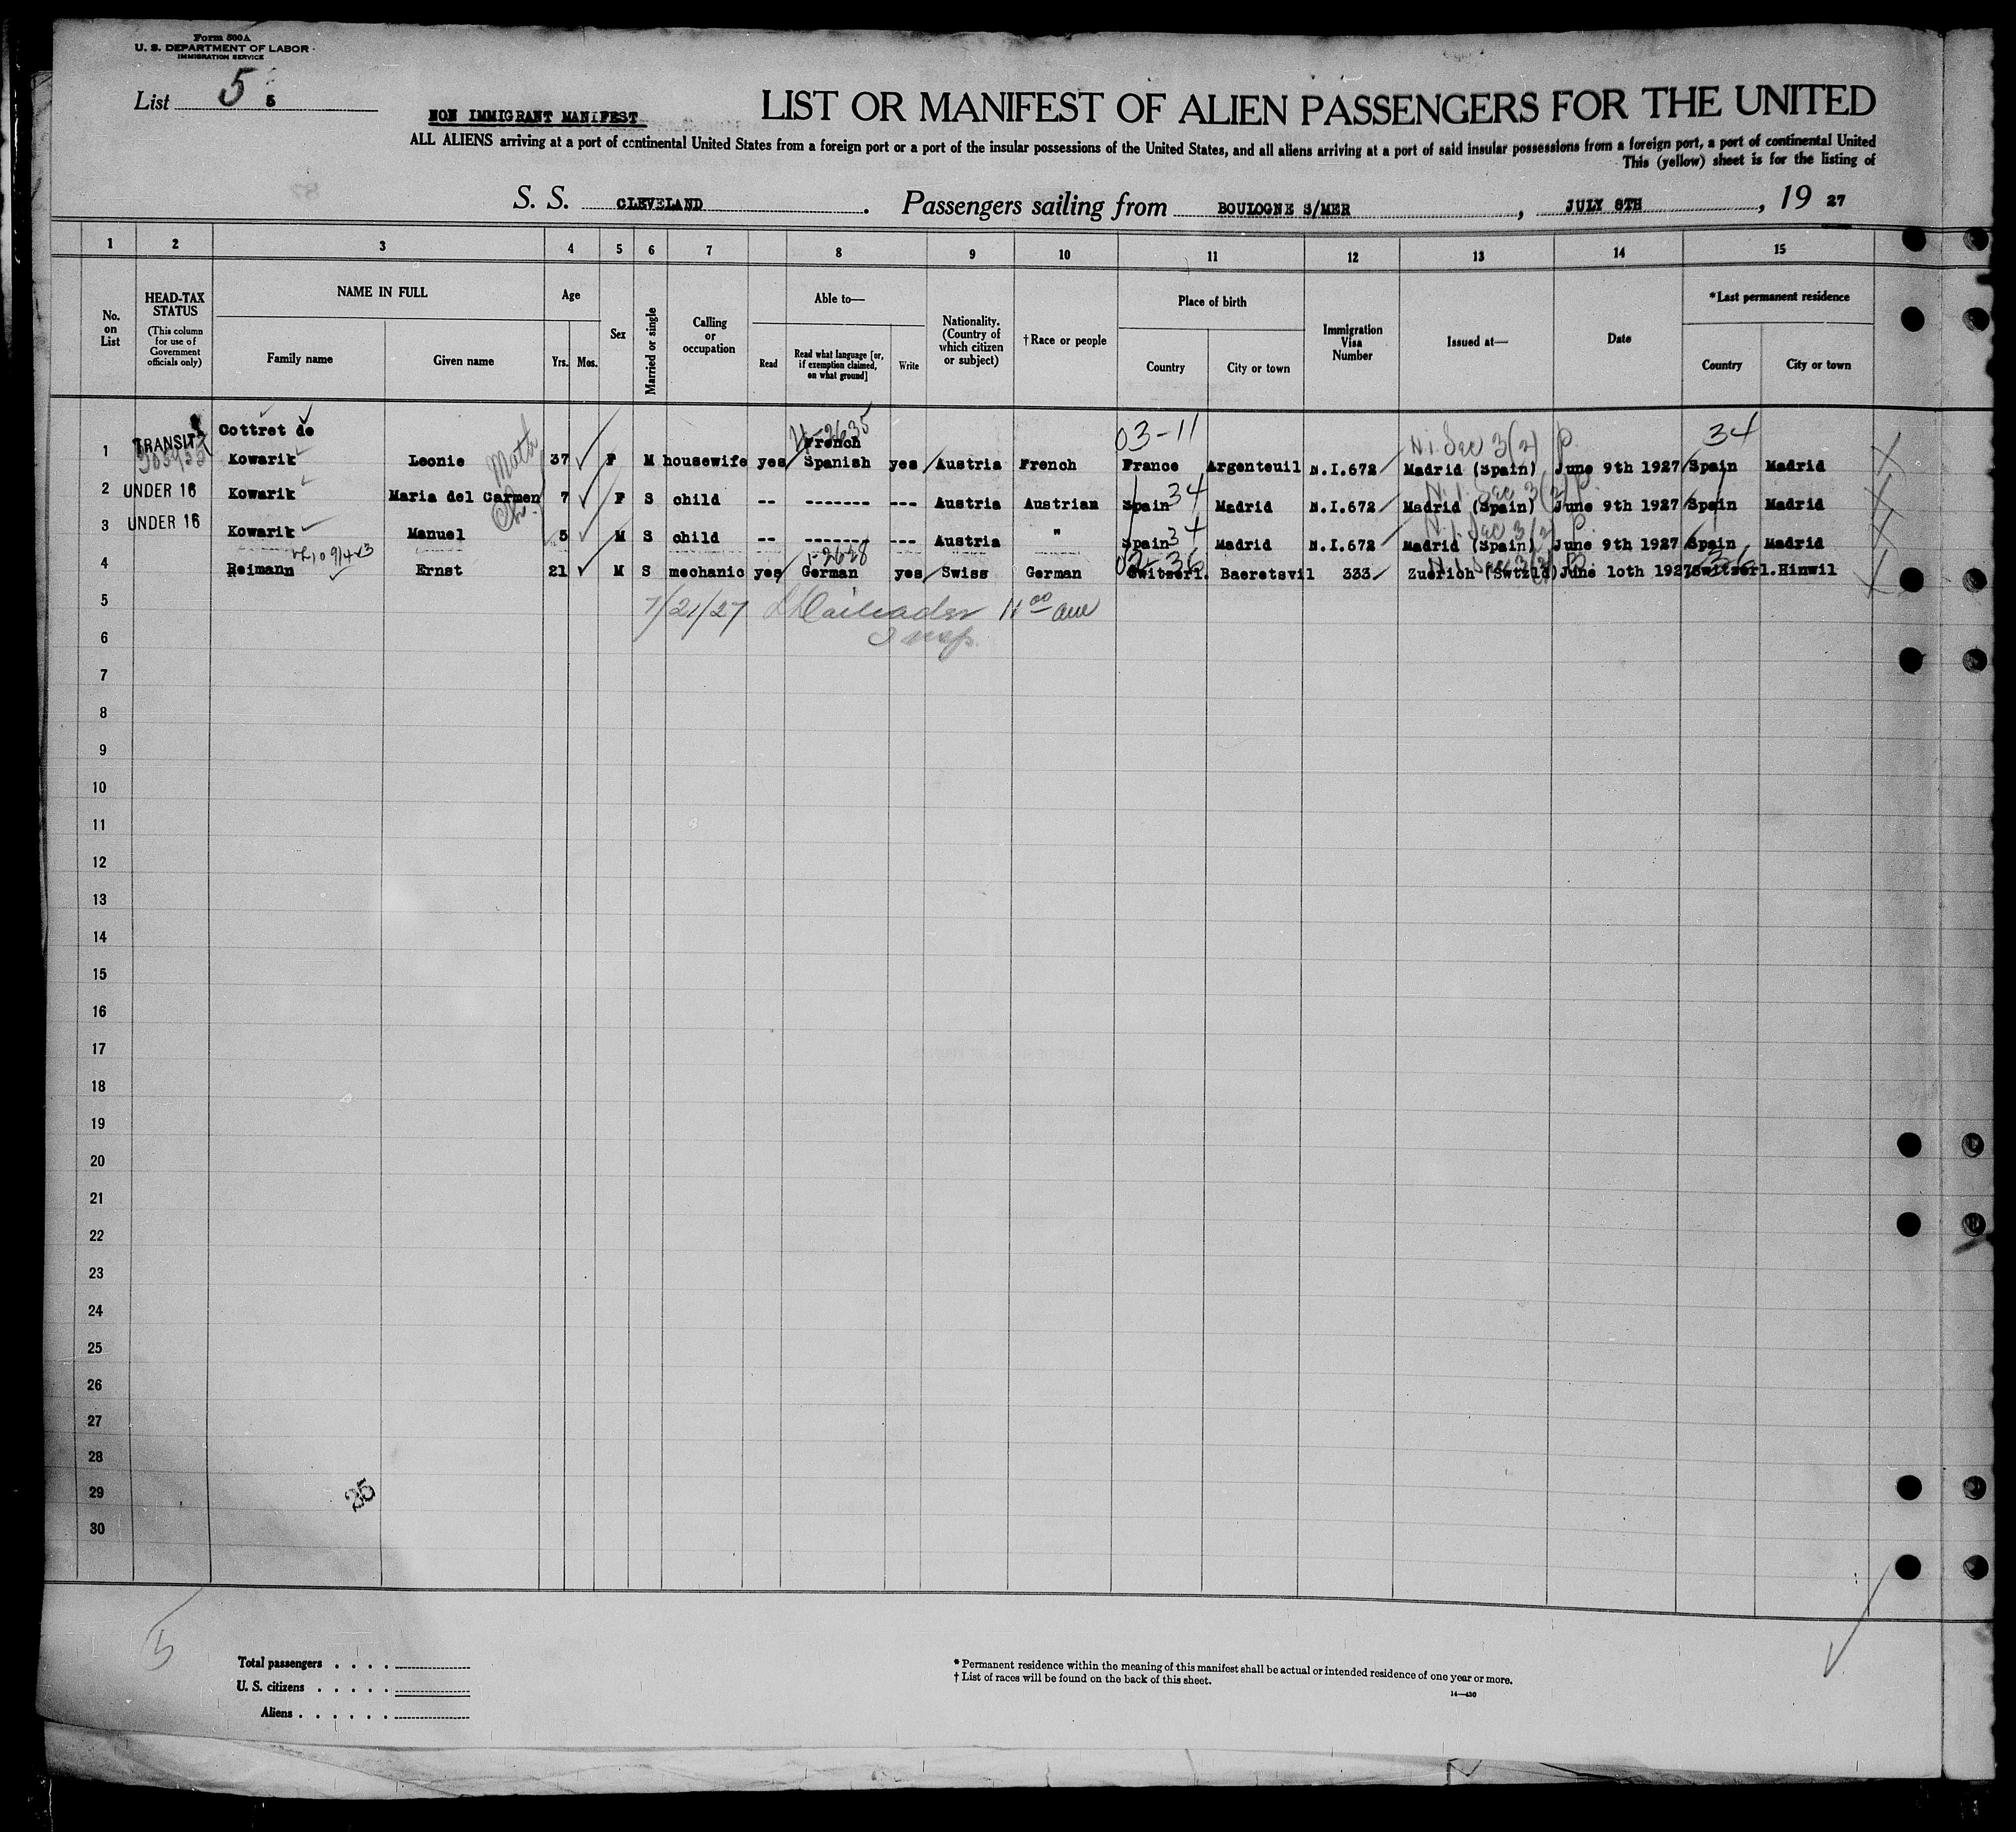 Form 500A
U. S. DEPARTMENT OF LABOR
IMMIGRATION SERVICE
List 5 5
NON IMMIGRANT MANIFEST
LIST OR MANIFEST OF ALIEN PASSENGERS FOR THE UNITED
ALL ALIENS arriving at a port of continental United States from a foreign port or a port of the insular possessions of the United States, and all aliens arriving at a port of said insular possessions from a foreign port, a port of continental United
This (yellow) sheet is for the listing of
S. S. CLEVELAND. Passengers sailing from BOULOGNE S/MER, JULY 8TH, 19 27
1 2 3 4 5 6 7 8 9 10 11 12 13 14 15
No. on List
HEAD-TAX STATUS
(This column for use of Government officials only)
NAME IN FULL
Family name
Given name
Age
Yrs.
Mos.
Sex
Married or single
Calling or occupation
Able to—
Read
Read what language [or, if exemption claimed, on what ground]
Write
Nationality. (Country of which citizen or subject)
† Race or people
Place of birth
Country
City or town
Immigration Visa Number
Issued at—
Date
*Last permanent residence
Country
City or town
Cottret de
French 03-11 N.I. Sec 3(2) P. 34
1 TRANSIT Kowarik Leonie 37 F M housewife yes Spanish yes Austria French France Argenteuil N.I.672 Madrid (Spain) June 9th 1927 Spain Madrid
2 UNDER 16 Kowarik Maria del Carmen 7 F S child -- ------- --- Austria Austrian Spain 34 Madrid N.I.672 Madrid (Spain) June 9th 1927 Spain Madrid
3 UNDER 16 Kowarik Manuel 5 M S child -- ------- --- Austria " Spain 34 Madrid N.I.672 Madrid (Spain) June 9th 1927 Spain Madrid
4 Reimann Ernst 21 M S mechanic yes German yes Swiss German Switzerl. Baeretsvil 333 Zuerich (Swtzld) June 10th 1927 Switzerl. Hinwil
5 7/21/27
6 Insp.
7
8
9
10
11
12
13
14
15
16
17
18
19
20
21
22
23
24
25
26
27
28
29
30
25
Total passengers
U. S. citizens
Aliens
* Permanent residence within the meaning of this manifest shall be actual or intended residence of one year or more.
† List of races will be found on the back of this sheet.
14—430